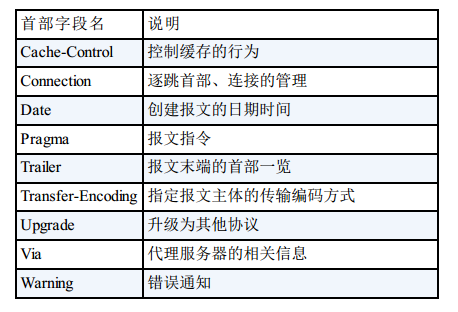 首部字段名 说明
Cache-Control 控制缓存的行为
Connection 逐跳首部、连接的管理
Date 创建报文的日期时间
Pragma 报文指令
Trailer 报文末端的首部一览
Transfer-Encoding 指定报文主体的传输编码方式
Upgrade 升级为其他协议
Via 代理服务器的相关信息
Warning 错误通知